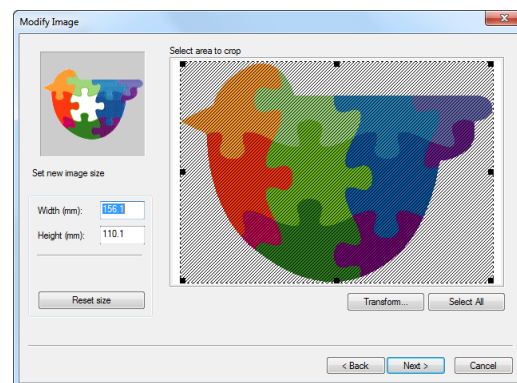 Modify Image
Select area to crop
Set new image size
Width (mm): 156.1
Height (mm): 110.1
Reset size
Transform... Select All
< Back Next > Cancel